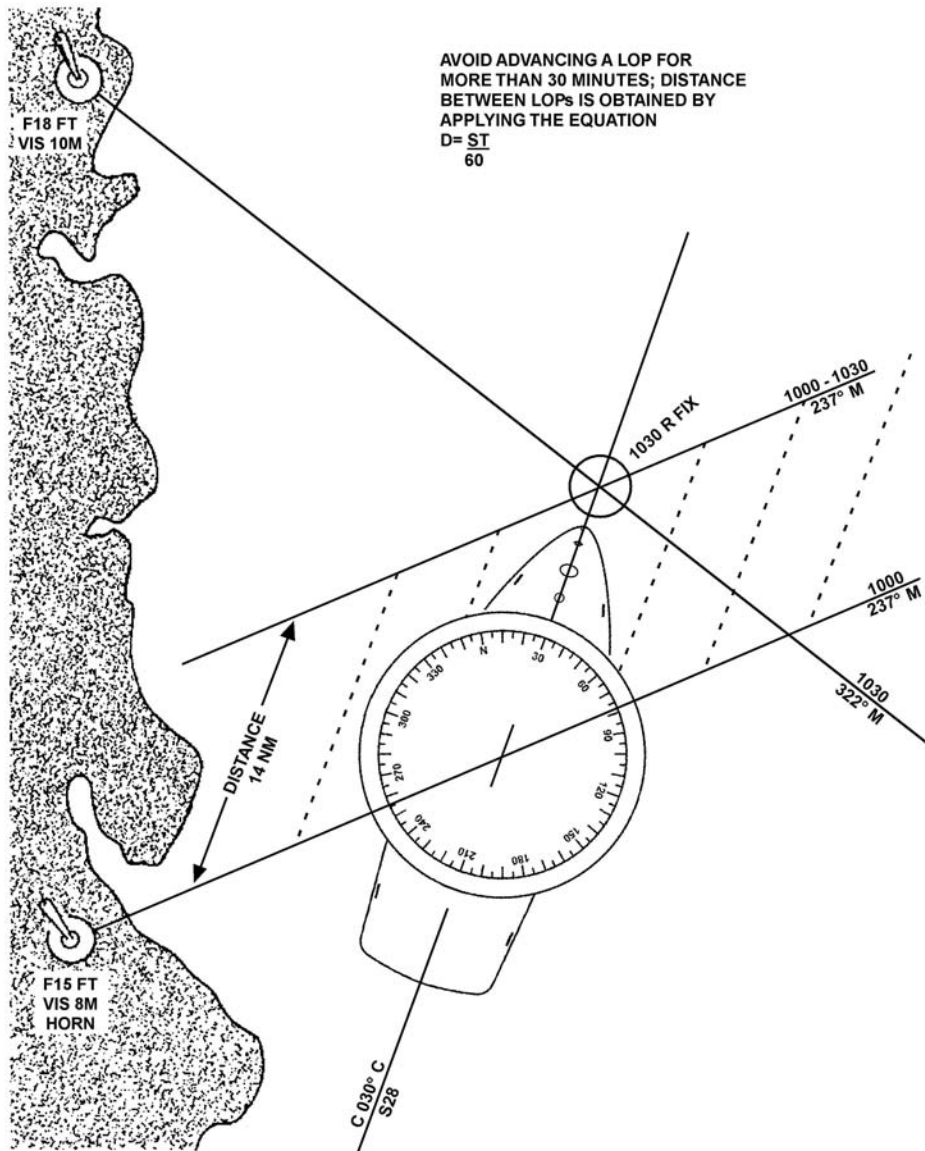 AVOID ADVANCING A LOP FOR
MORE THAN 30 MINUTES; DISTANCE
BETWEEN LOPs IS OBTAINED BY
APPLYING THE EQUATION
D= ST
60
F18 FT
VIS 10M
1030 R FIX
1000 - 1030
237° M
1000
237° M
1030
322° M
DISTANCE
14 NM
N
30
60
90
120
150
180
210
240
270
300
330
F15 FT
VIS 8M
HORN
C 030° C
S28